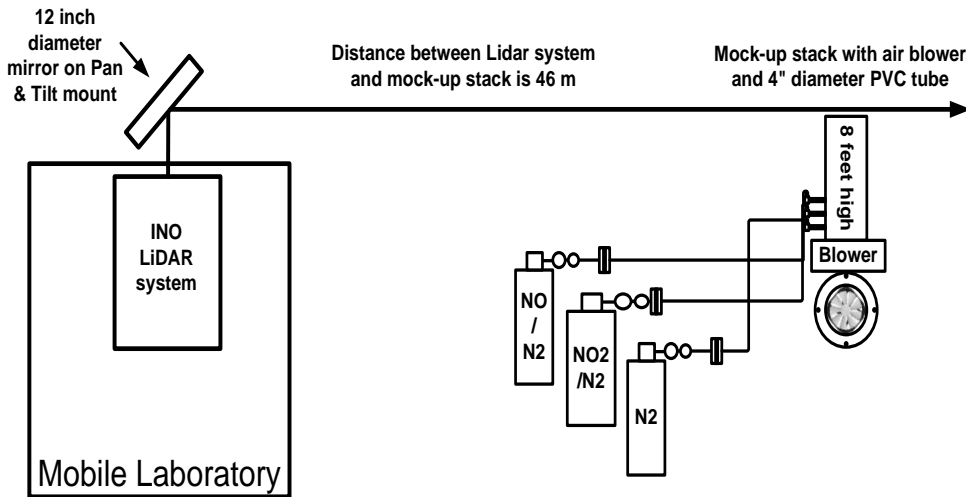 12 inch
diameter
mirror on Pan
& Tilt mount
Distance between Lidar system
and mock-up stack is 46 m
Mock-up stack with air blower
and 4" diameter PVC tube
8 feet high
INO
LiDAR
system
Blower
NO
/
N2
NO2
/N2
N2
Mobile Laboratory